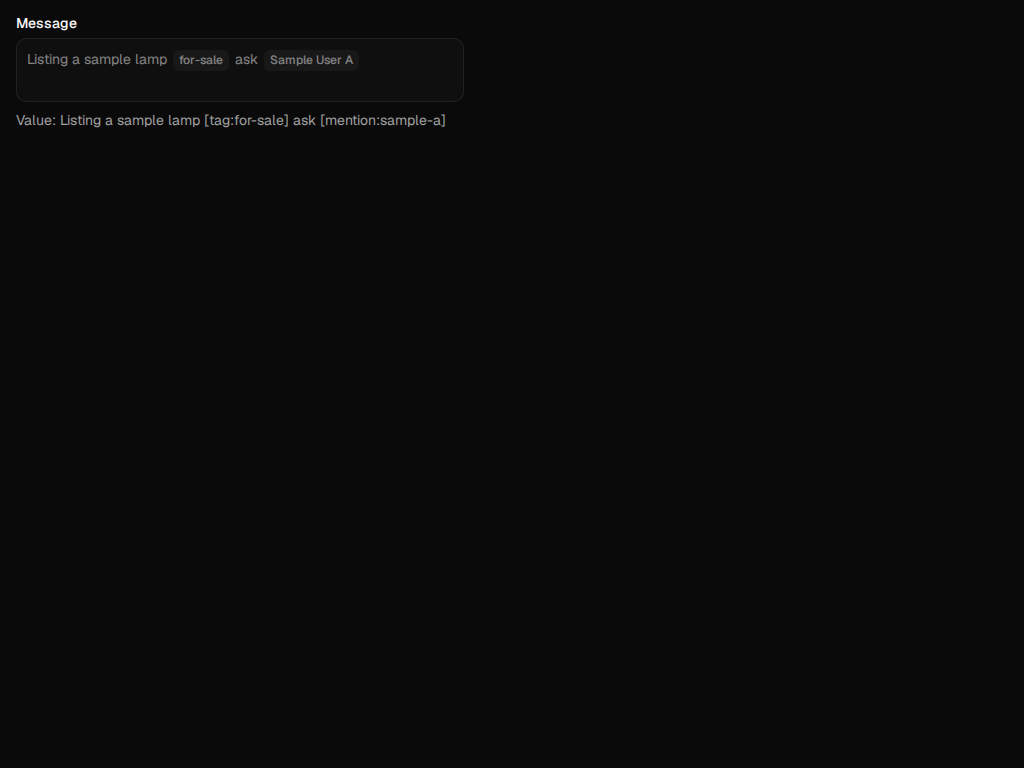 Message
Listing a sample lamp for-sale ask Sample User A
Value: Listing a sample lamp [tag:for-sale] ask [mention:sample-a]